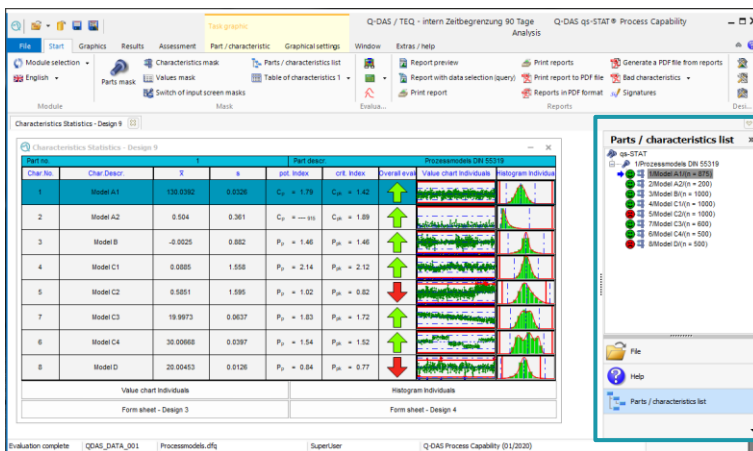 Task graphic
Q-DAS / TEQ - intern Zeitbegrenzung 90 Tage Q-DAS qs-STAT® Process Capability
Analysis
File Start Graphics Results Assessment Part / characteristic Graphical settings Window Extras / help
Module selection
English
Module
Parts mask
Characteristics mask
Values mask
Switch of input screen masks
Parts / characteristics list
Table of characteristics 1
Mask
Evalua...
Report preview
Report with data selection (query)
Print report
Print reports
Print report to PDF file
Reports in PDF format
Generate a PDF file from reports
Bad characteristics
Signatures
Reports
Desi...
Characteristics Statistics - Design 9
Characteristics Statistics - Design 9
Part no. 1 Part descr. Prozessmodels DIN 55319
Char.No. Char.Descr. x̅ s pot. Index crit. Index Overall eval Value chart Individuals Histogram Individuals
1 Model A1 130.0392 0.0326 Cp = 1.79 Cpk = 1.42
2 Model A2 0.504 0.361 Cp = Cpk = 1.89
3 Model B -0.0025 0.882 Pp = 1.46 Ppk = 1.46
4 Model C1 0.0885 1.558 Pp = 2.14 Ppk = 2.12
5 Model C2 0.5851 1.595 Pp = 1.02 Ppk = 0.82
7 Model C3 19.9973 0.0637 Pp = 1.83 Ppk = 1.72
6 Model C4 30.00668 0.0397 Pp = 1.54 Ppk = 1.52
8 Model D 20.00453 0.0126 Pp = 0.84 Ppk = 0.77
Value chart Individuals Histogram Individuals
Form sheet - Design 3 Form sheet - Design 4
Parts / characteristics list
qs-STAT
1/Prozessmodels DIN 55319
1/Model A1/(n = 875)
2/Model A2/(n = 200)
3/Model B/(n = 1000)
4/Model C1/(n = 1000)
5/Model C2/(n = 1000)
7/Model C3/(n = 600)
6/Model C4/(n = 500)
8/Model D/(n = 500)
File
Help
Parts / characteristics list
Evaluation complete QDAS_DATA_001 Processmodels.dfq SuperUser Q-DAS Process Capability (01/2020)